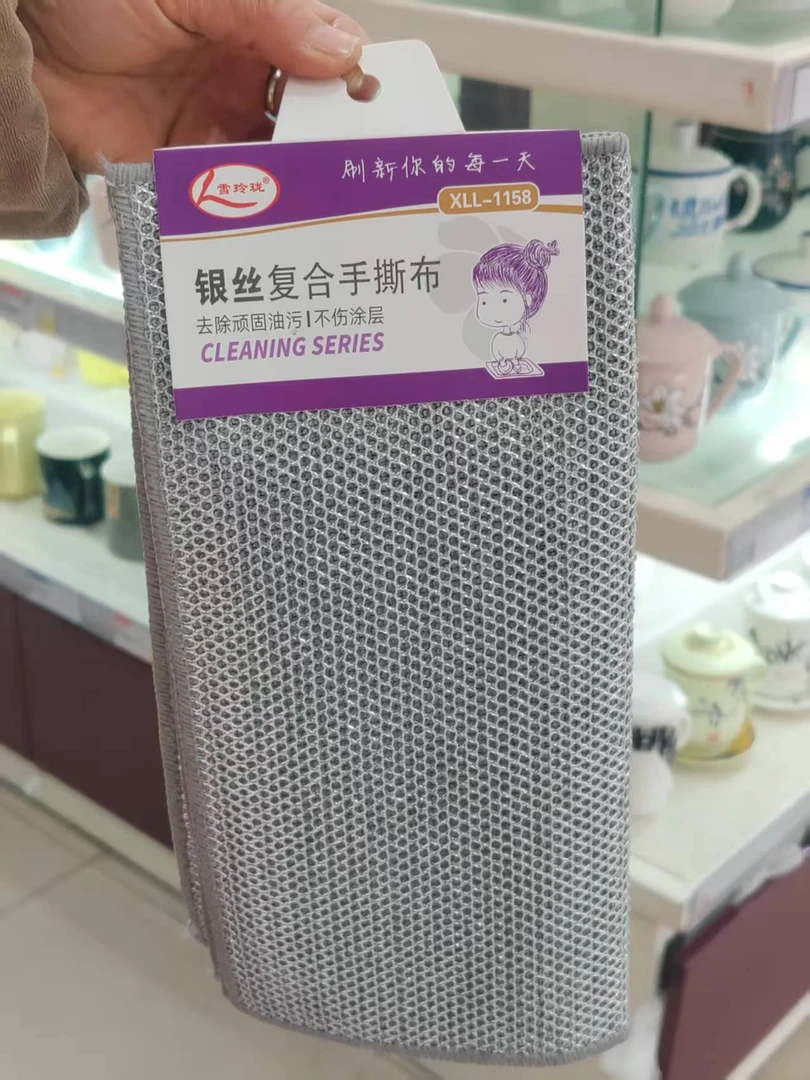 雪玲珑®
刷新你的每一天
XLL-1158
银丝复合手撕布
去除顽固油污|不伤涂层
CLEANING SERIES